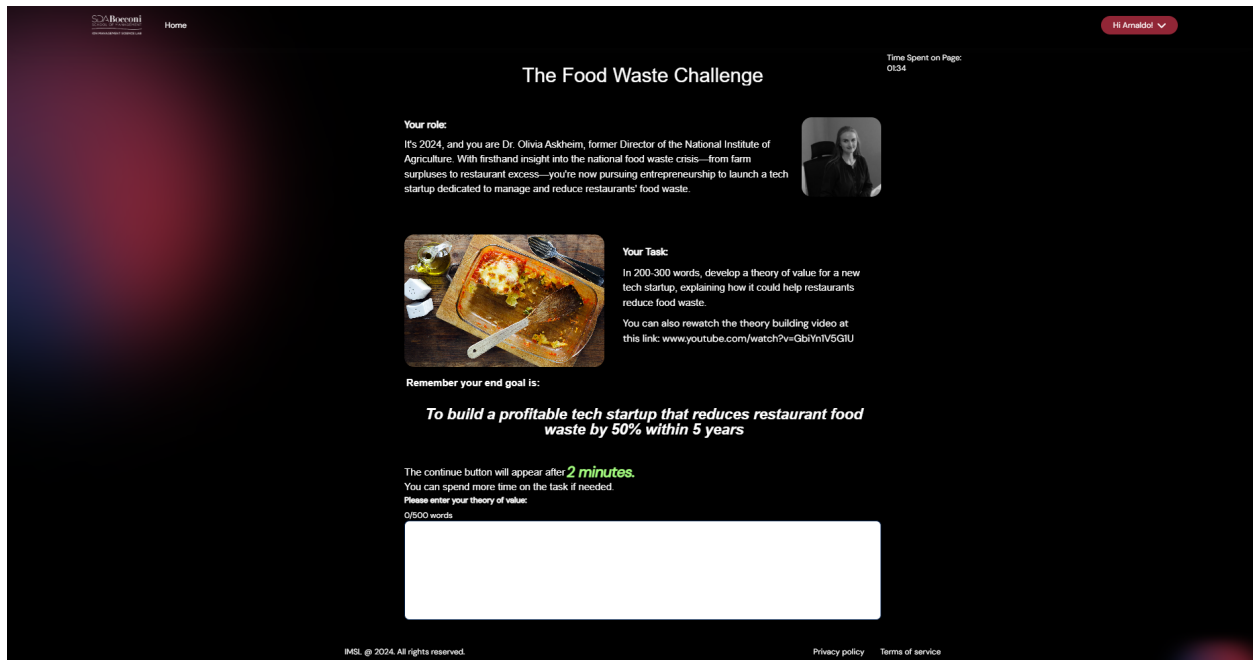 SDA Bocconi
SCHOOL OF MANAGEMENT
SDA MANAGEMENT SCIENCE LAB
Home
Hi Arnaldo!
Time Spent on Page:
01:34
The Food Waste Challenge
Your role:
It's 2024, and you are Dr. Olivia Askheim, former Director of the National Institute of
Agriculture. With firsthand insight into the national food waste crisis—from farm
surpluses to restaurant excess—you're now pursuing entrepreneurship to launch a tech
startup dedicated to manage and reduce restaurants' food waste.
Your Task:
In 200-300 words, develop a theory of value for a new
tech startup, explaining how it could help restaurants
reduce food waste.
You can also rewatch the theory building video at
this link: www.youtube.com/watch?v=GbiYn1V5G1U
Remember your end goal is:
To build a profitable tech startup that reduces restaurant food
waste by 50% within 5 years
The continue button will appear after 2 minutes.
You can spend more time on the task if needed.
Please enter your theory of value:
0/500 words
IMSL @ 2024. All rights reserved.
Privacy policy
Terms of service